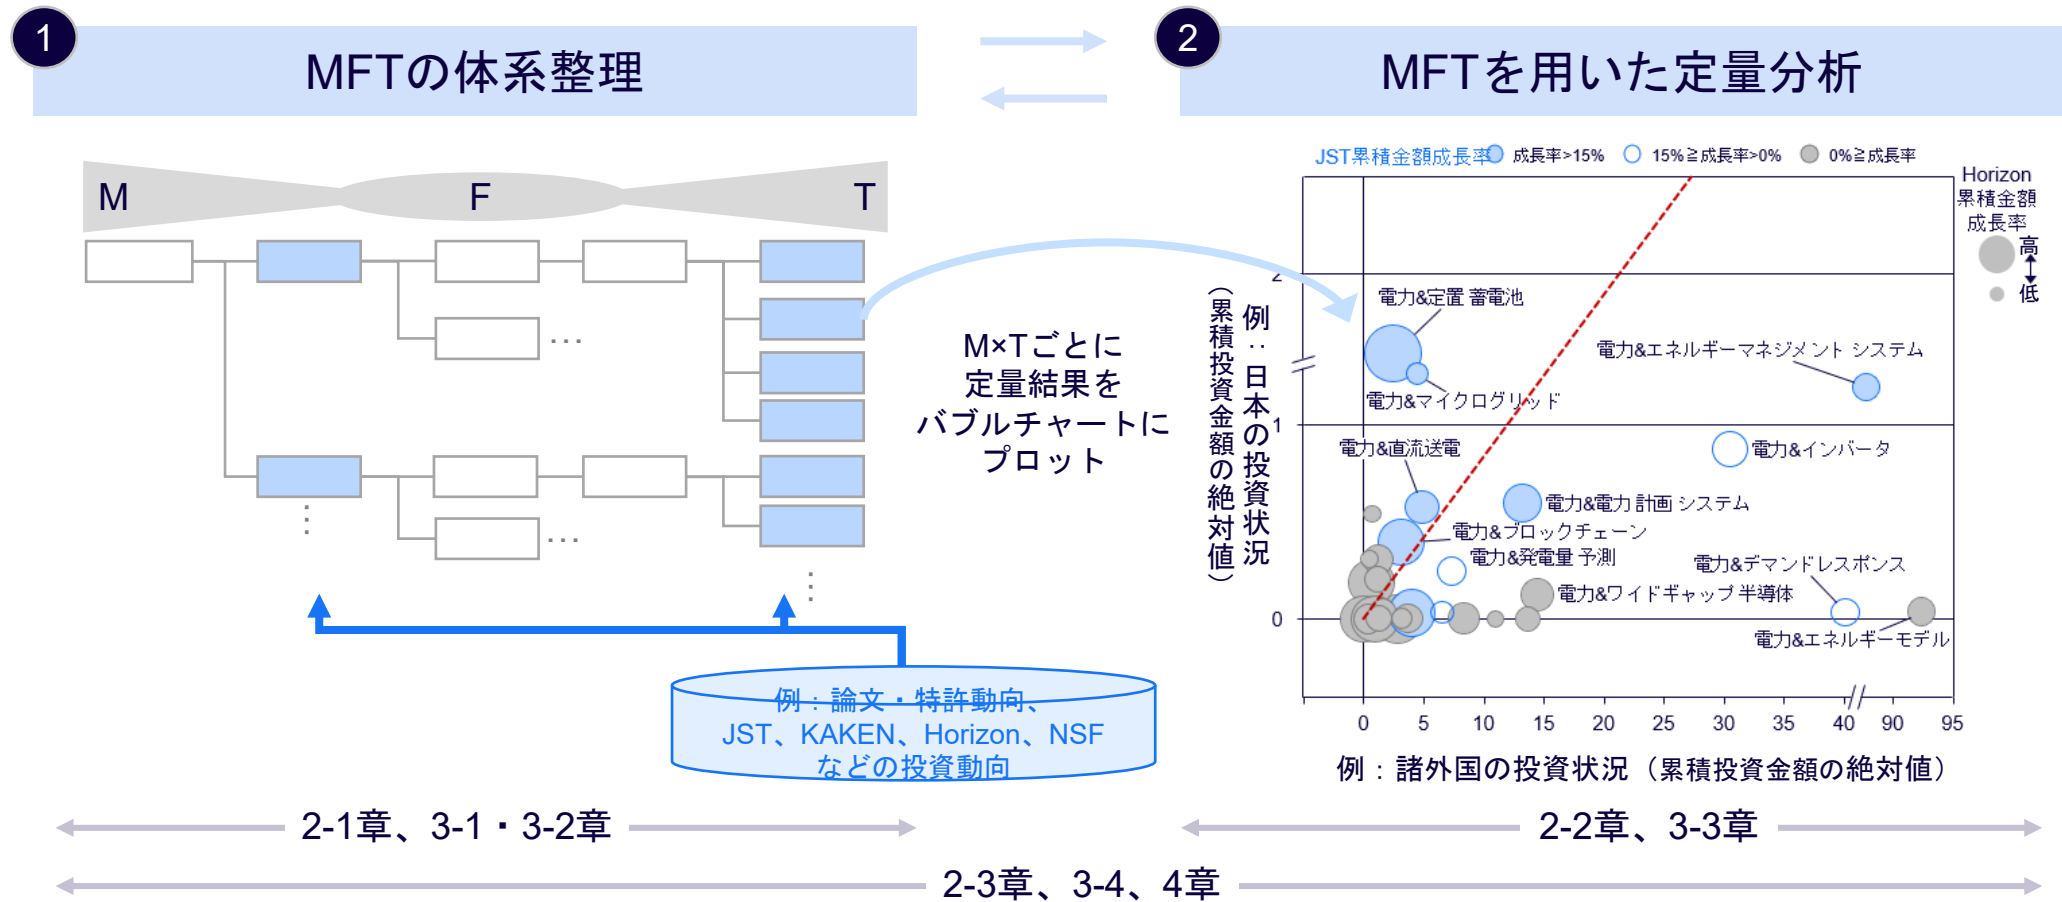 1
MFTの体系整理
2
MFTを用いた定量分析
M
F
T
…
…
⋮
⋮
M×Tごとに
定量結果を
バブルチャートに
プロット
例：論文・特許動向、
JST、KAKEN、Horizon、NSF
などの投資動向
JST累積金額成長率
成長率>15%
15%≧成長率>0%
0%≧成長率
Horizon
累積金額
成長率
高
低
例：日本の投資状況
（累積投資金額の絶対値）
2
1
0
電力&定置 蓄電池
電力&エネルギーマネジメント システム
電力&マイクログリッド
電力&直流送電
電力&インバータ
電力&電力 計画 システム
電力&ブロックチェーン
電力&発電量 予測
電力&デマンドレスポンス
電力&ワイドギャップ 半導体
電力&エネルギーモデル
0 5 10 15 20 25 30 35 40 90 95
例：諸外国の投資状況（累積投資金額の絶対値）
2-1章、3-1・3-2章
2-2章、3-3章
2-3章、3-4、4章